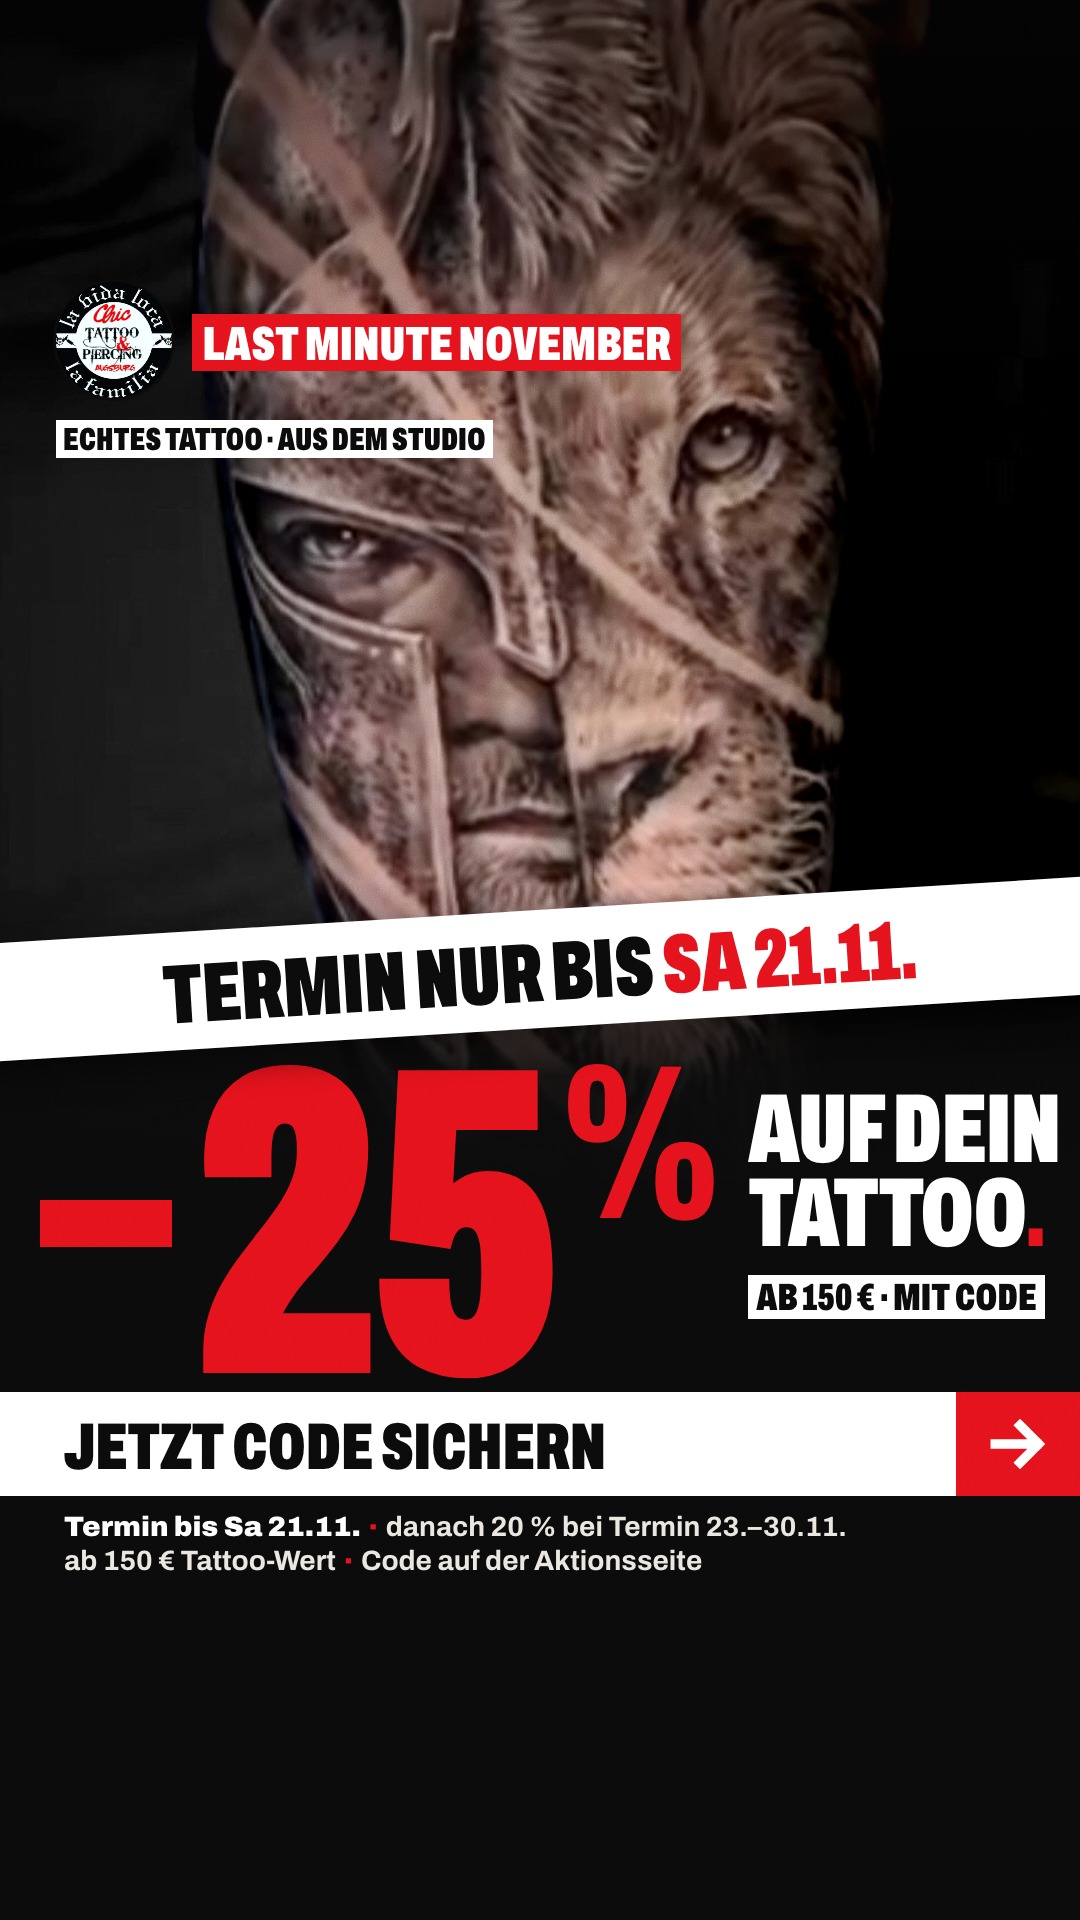 la vida loca
Chic
TATTOO
&
PIERCING
AUGSBURG
la familia
LAST MINUTE NOVEMBER
ECHTES TATTOO · AUS DEM STUDIO
TERMIN NUR BIS SA 21.11.
–25%
AUF DEIN
TATTOO.
AB 150 € · MIT CODE
JETZT CODE SICHERN
Termin bis Sa 21.11. · danach 20 % bei Termin 23.–30.11.
ab 150 € Tattoo-Wert · Code auf der Aktionsseite